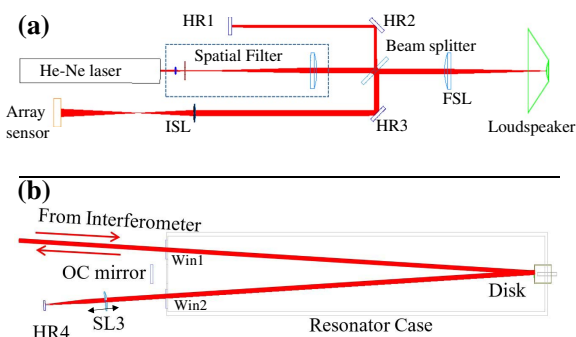 (a)
HR1
HR2
Beam splitter
Spatial Filter
He-Ne laser
FSL
Loudspeaker
Array
sensor
ISL
HR3
(b)
From Interferometer
Win1
OC mirror
Disk
Win2
HR4
SL3
Resonator Case